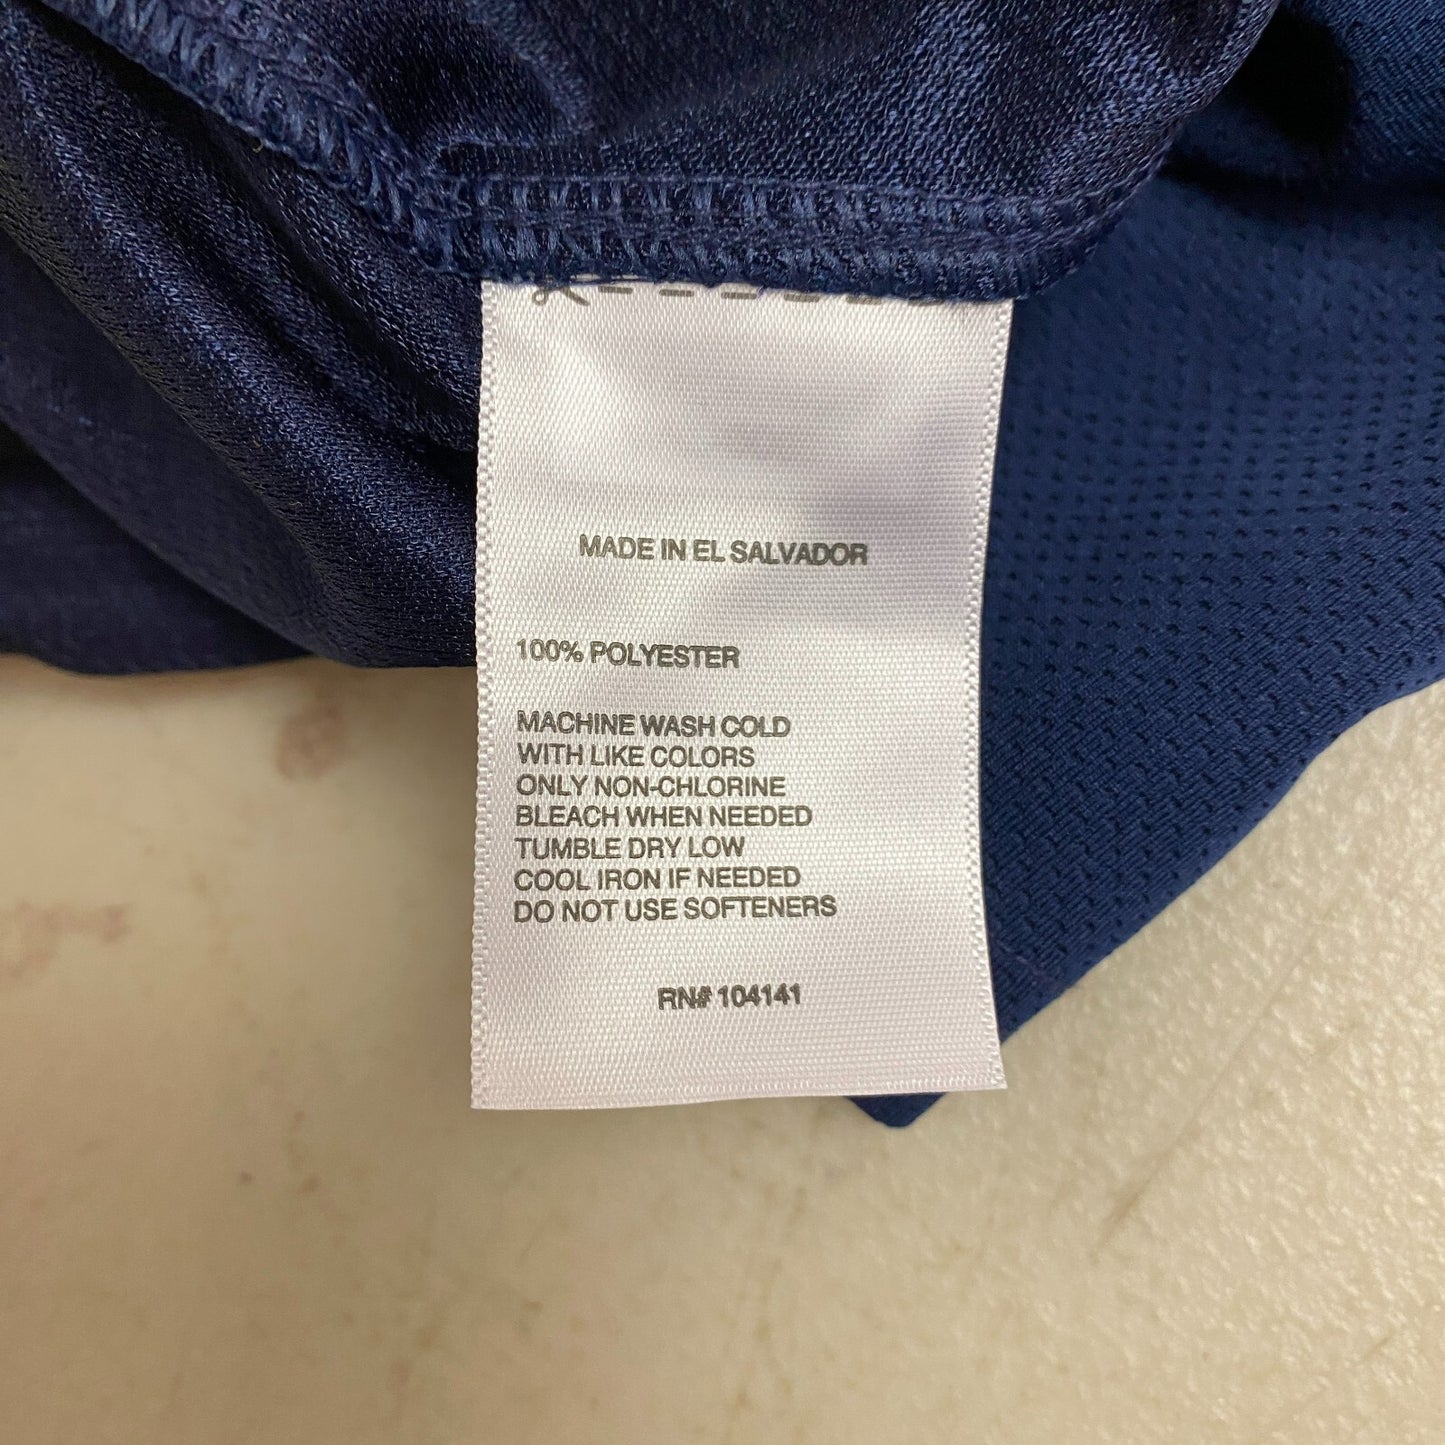 MADE IN EL SALVADOR
100% POLYESTER
MACHINE WASH COLD
WITH LIKE COLORS
ONLY NON-CHLORINE
BLEACH WHEN NEEDED
TUMBLE DRY LOW
COOL IRON IF NEEDED
DO NOT USE SOFTENERS
RN# 104141